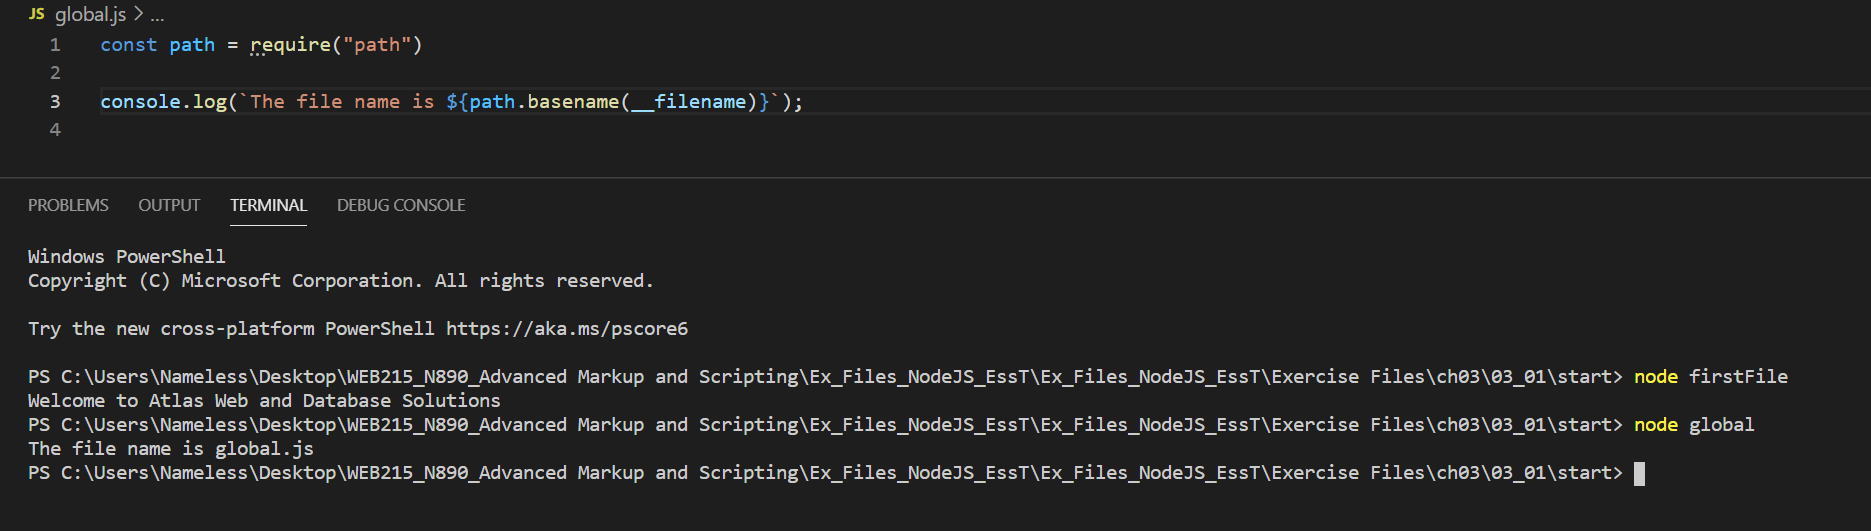 JS global.js > ...
1 const path = require("path")
2
3 console.log(`The file name is ${path.basename(__filename)}`);
4
PROBLEMS OUTPUT TERMINAL DEBUG CONSOLE
Windows PowerShell
Copyright (C) Microsoft Corporation. All rights reserved.
Try the new cross-platform PowerShell https://aka.ms/pscore6
PS C:\Users\Nameless\Desktop\WEB215_N890_Advanced Markup and Scripting\Ex_Files_NodeJS_EssT\Ex_Files_NodeJS_EssT\Exercise Files\ch03\03_01\start> node firstFile
Welcome to Atlas Web and Database Solutions
PS C:\Users\Nameless\Desktop\WEB215_N890_Advanced Markup and Scripting\Ex_Files_NodeJS_EssT\Ex_Files_NodeJS_EssT\Exercise Files\ch03\03_01\start> node global
The file name is global.js
PS C:\Users\Nameless\Desktop\WEB215_N890_Advanced Markup and Scripting\Ex_Files_NodeJS_EssT\Ex_Files_NodeJS_EssT\Exercise Files\ch03\03_01\start>